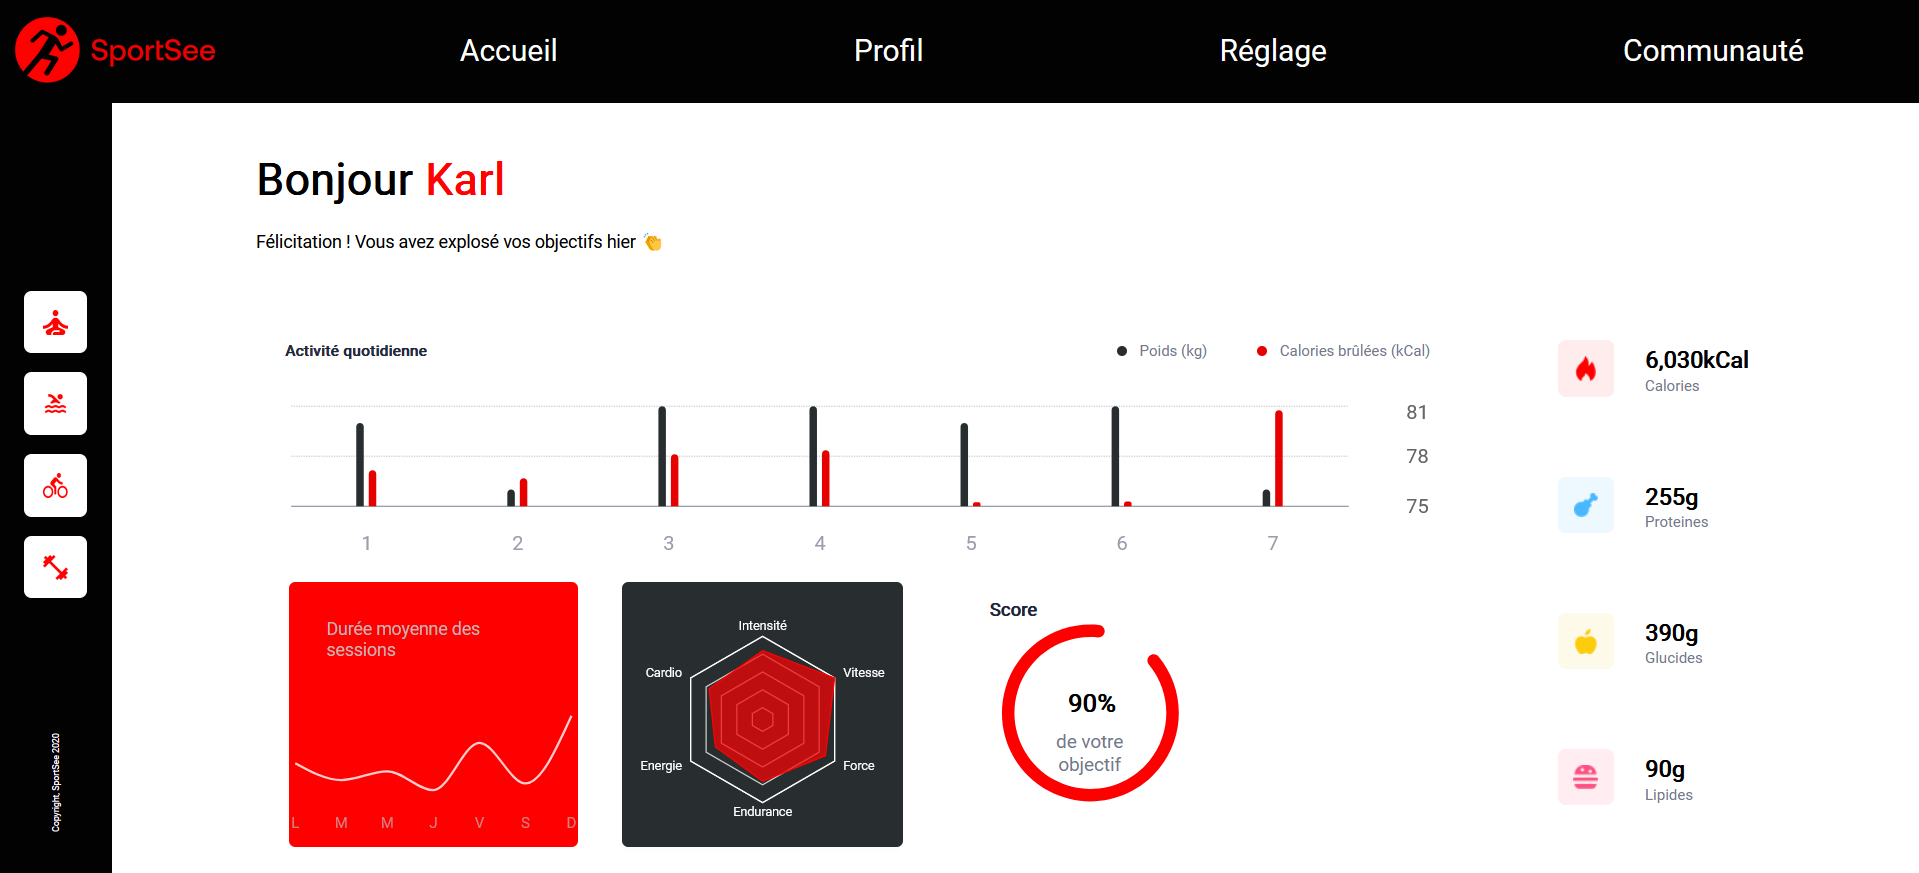 SportSee
Accueil
Profil
Réglage
Communauté
Bonjour Karl
Félicitation ! Vous avez explosé vos objectifs hier 👏
Activité quotidienne
Poids (kg)
Calories brûlées (kCal)
81
78
75
1 2 3 4 5 6 7
6,030kCal
Calories
255g
Proteines
390g
Glucides
90g
Lipides
Durée moyenne des
sessions
L M M J V S D
Intensité
Vitesse
Force
Endurance
Energie
Cardio
Score
90%
de votre
objectif
Copyright, SportSee 2020